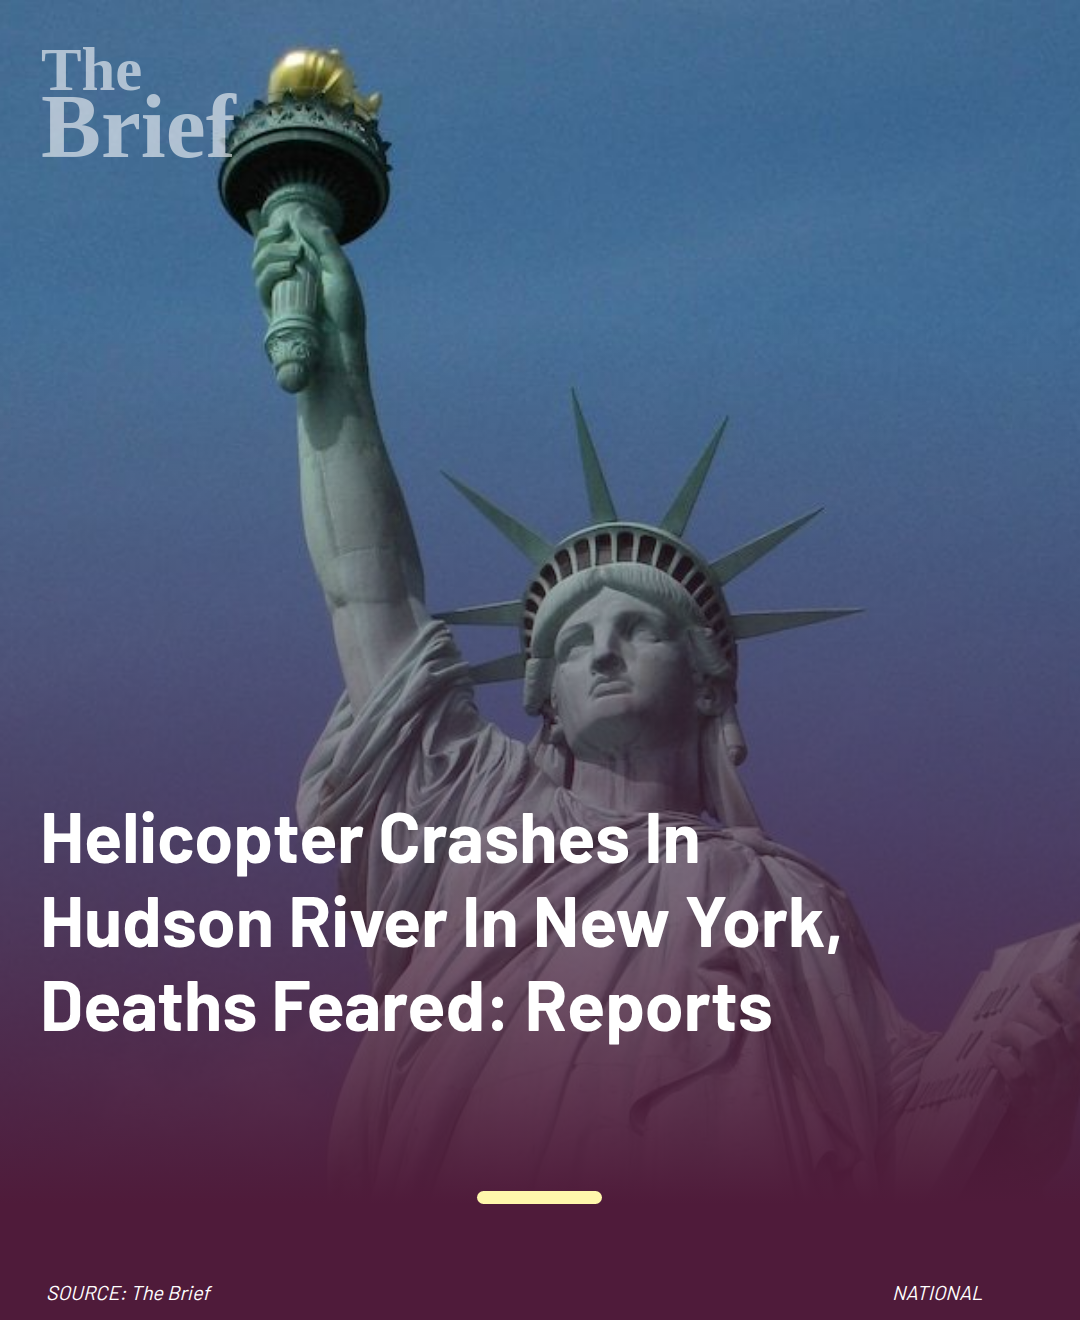 The
Brief
Helicopter Crashes In
Hudson River In New York,
Deaths Feared: Reports
SOURCE: The Brief
NATIONAL